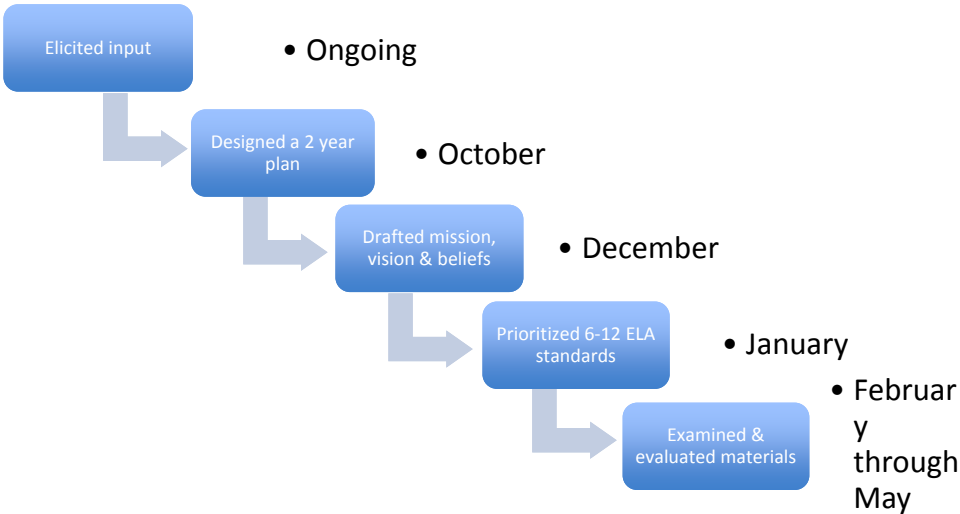 Elicited input
• Ongoing
Designed a 2 year
plan
• October
Drafted mission,
vision & beliefs
• December
Prioritized 6-12 ELA
standards
• January
Examined &
evaluated materials
• Februar
y
through
May